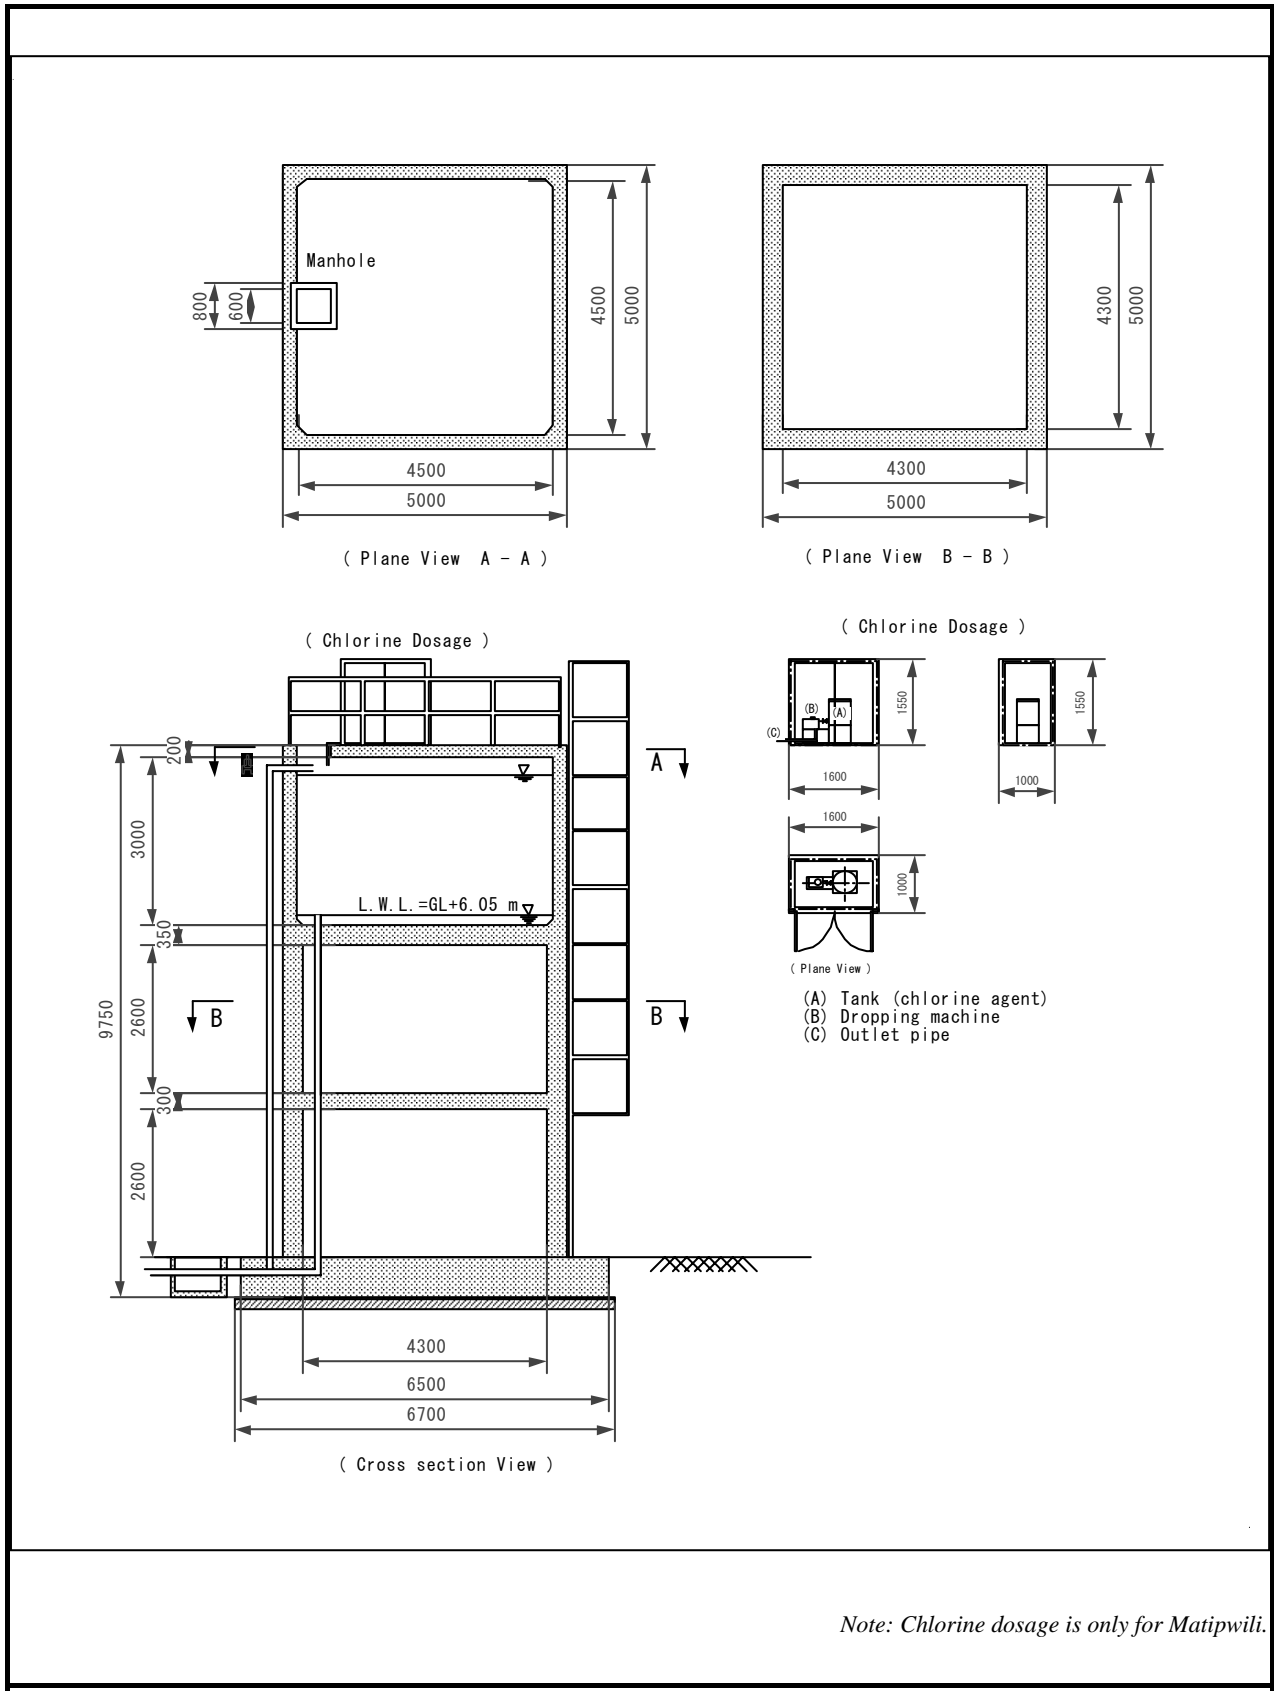 Manhole
800
600
4500
5000
4500
5000
( Plane View A - A )
4300
5000
4300
5000
( Plane View B - B )
( Chlorine Dosage )
200
3000
350
2600
300
2600
9750
L.W.L.=GL+6.05 m
A
B
B
4300
6500
6700
( Cross section View )
( Chlorine Dosage )
(B)
(A)
(C)
1550
1600
1550
1000
1600
1000
( Plane View )
(A) Tank (chlorine agent)
(B) Dropping machine
(C) Outlet pipe
Note: Chlorine dosage is only for Matipwili.